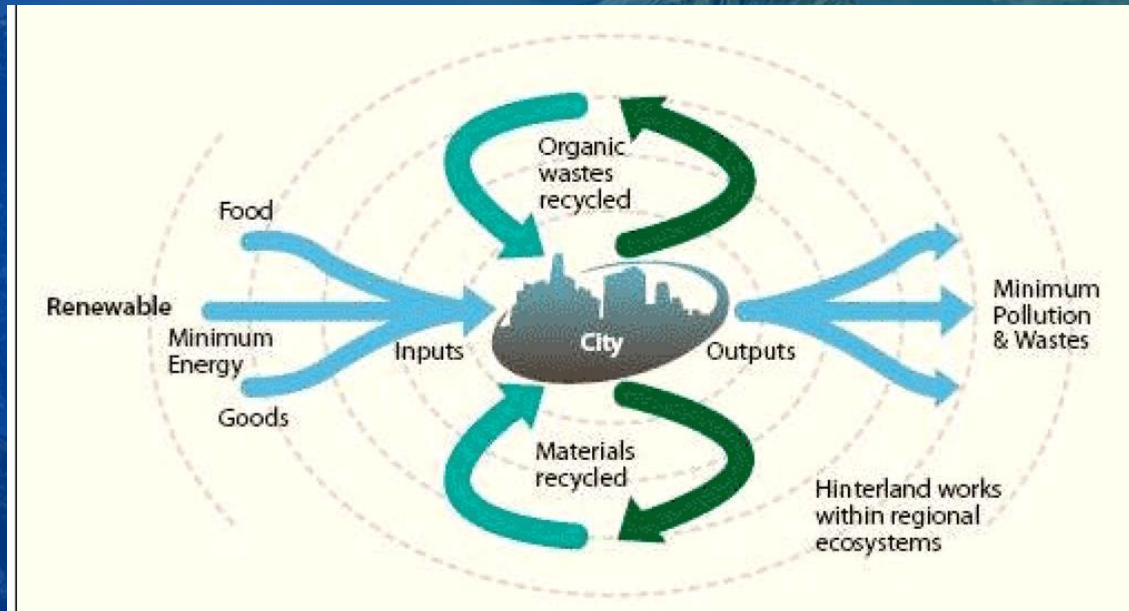 Organic
wastes
recycled
Food
Renewable
Minimum
Energy
Goods
Inputs
City
Outputs
Minimum
Pollution
& Wastes
Materials
recycled
Hinterland works
within regional
ecosystems